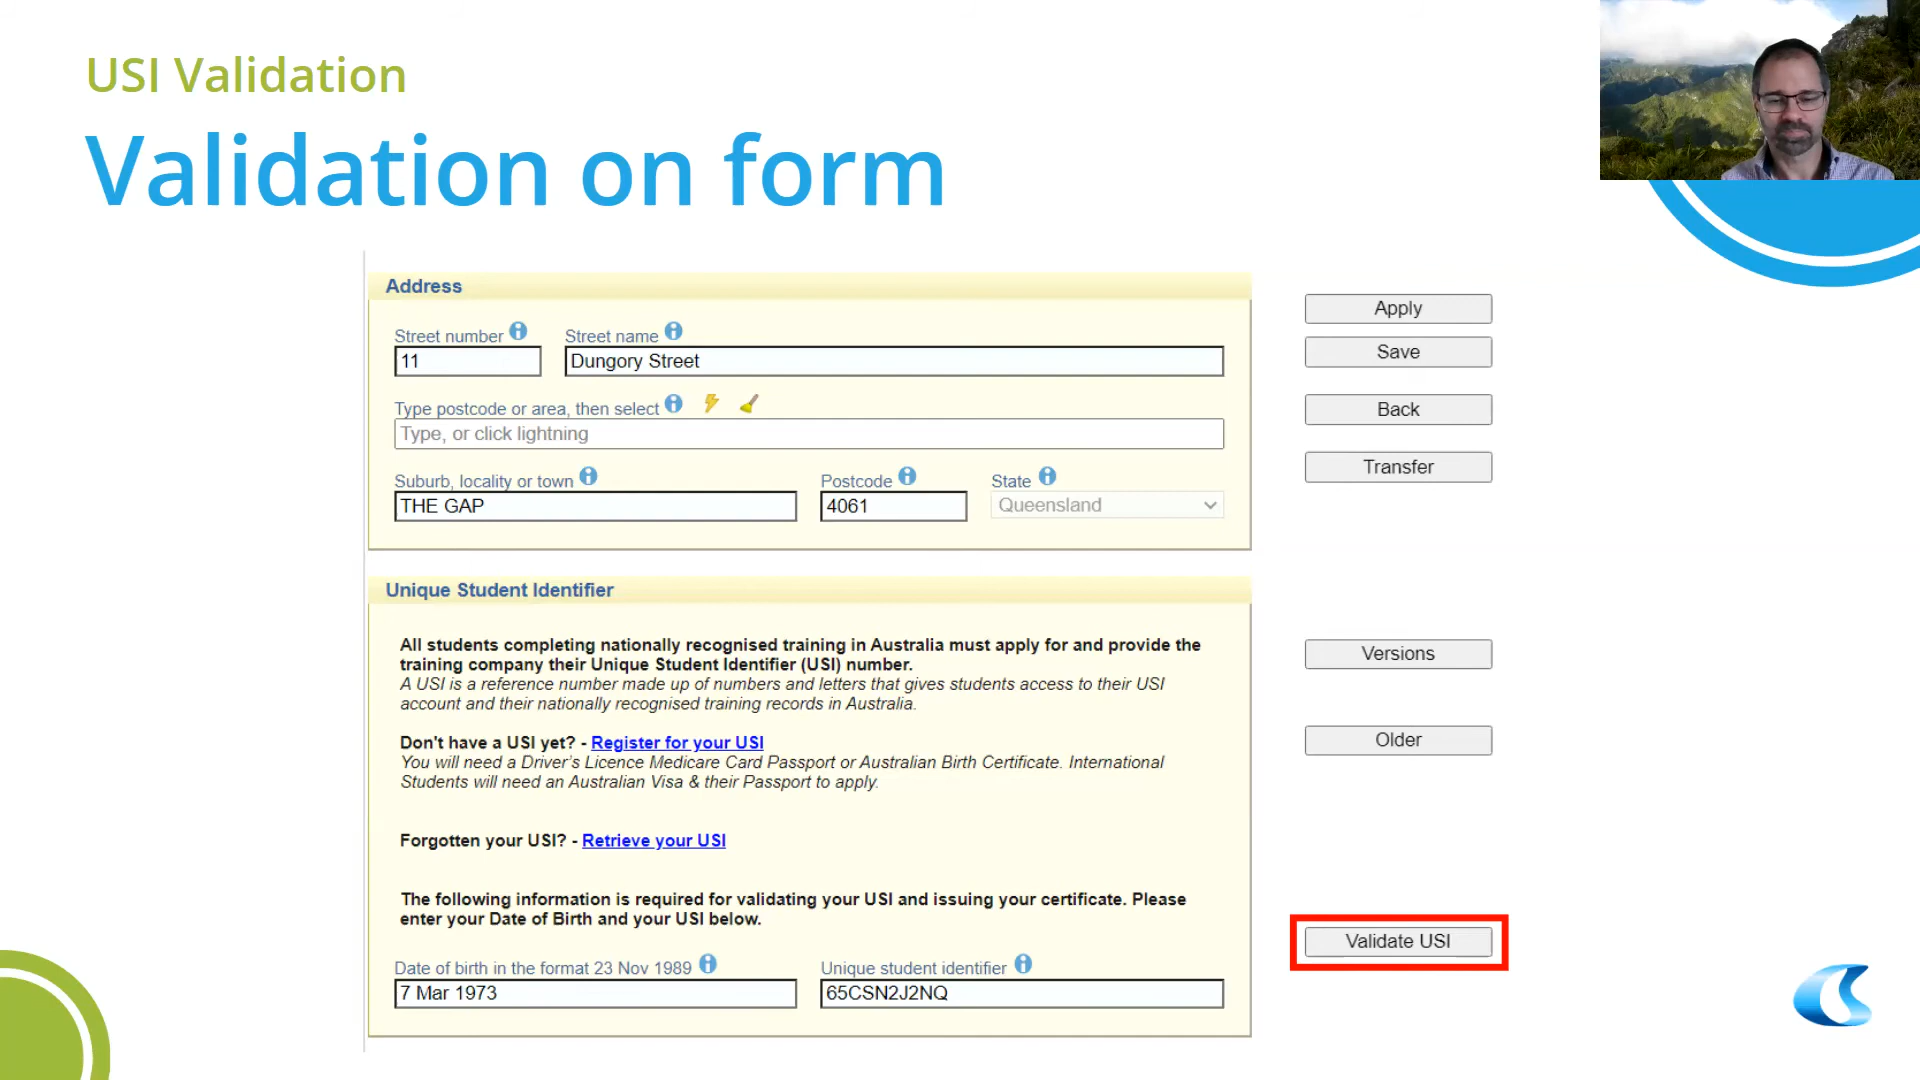 USI Validation
Validation on form
Address
Street number
Street name
11
Dungory Street
Type postcode or area, then select
Type, or click lightning
Suburb, locality or town
Postcode
State
THE GAP
4061
Queensland
Unique Student Identifier
All students completing nationally recognised training in Australia must apply for and provide the
training company their Unique Student Identifier (USI) number.
A USI is a reference number made up of numbers and letters that gives students access to their USI
account and their nationally recognised training records in Australia.
Don't have a USI yet? - Register for your USI
You will need a Driver's Licence Medicare Card Passport or Australian Birth Certificate. International
Students will need an Australian Visa & their Passport to apply.
Forgotten your USI? - Retrieve your USI
The following information is required for validating your USI and issuing your certificate. Please
enter your Date of Birth and your USI below.
Date of birth in the format 23 Nov 1989
Unique student identifier
7 Mar 1973
65CSN2J2NQ
Apply
Save
Back
Transfer
Versions
Older
Validate USI